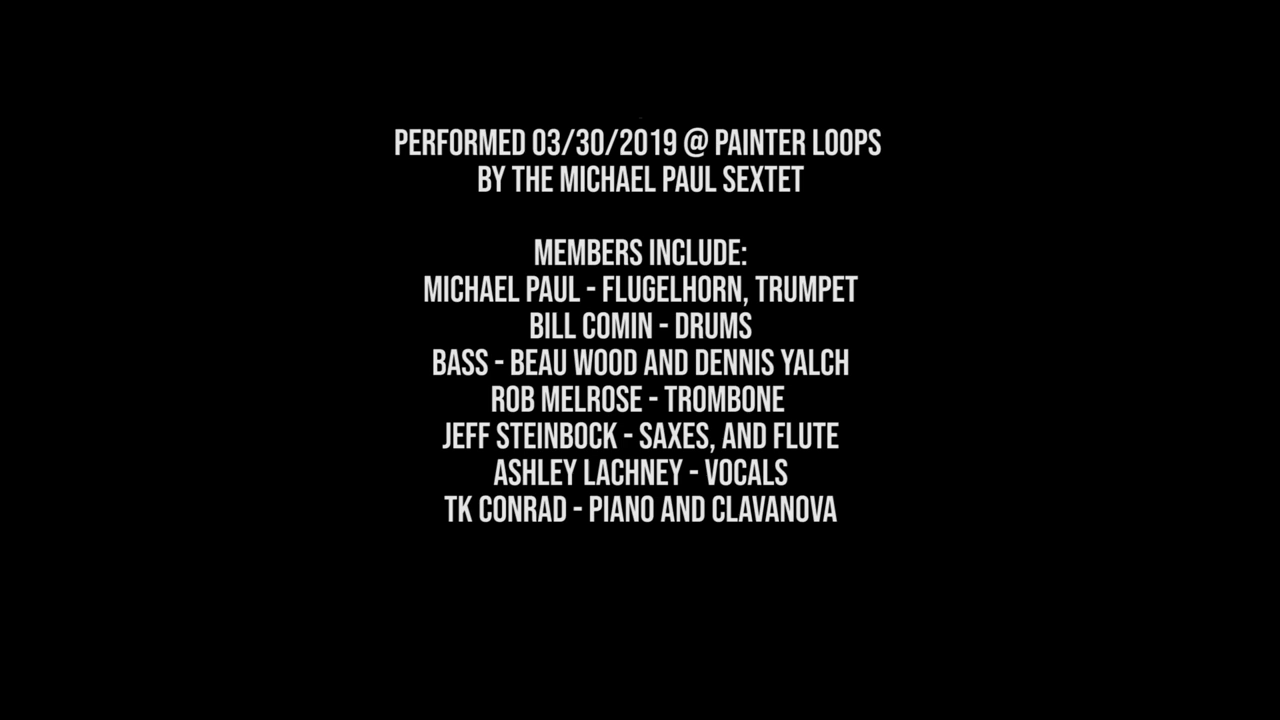 PERFORMED 03/30/2019 @ PAINTER LOOPS
BY THE MICHAEL PAUL SEXTET
MEMBERS INCLUDE:
MICHAEL PAUL - FLUGELHORN, TRUMPET
BILL COMIN - DRUMS
BASS - BEAU WOOD AND DENNIS YALCH
ROB MELROSE - TROMBONE
JEFF STEINBOCK - SAXES, AND FLUTE
ASHLEY LACHNEY - VOCALS
TK CONRAD - PIANO AND CLAVANOVA